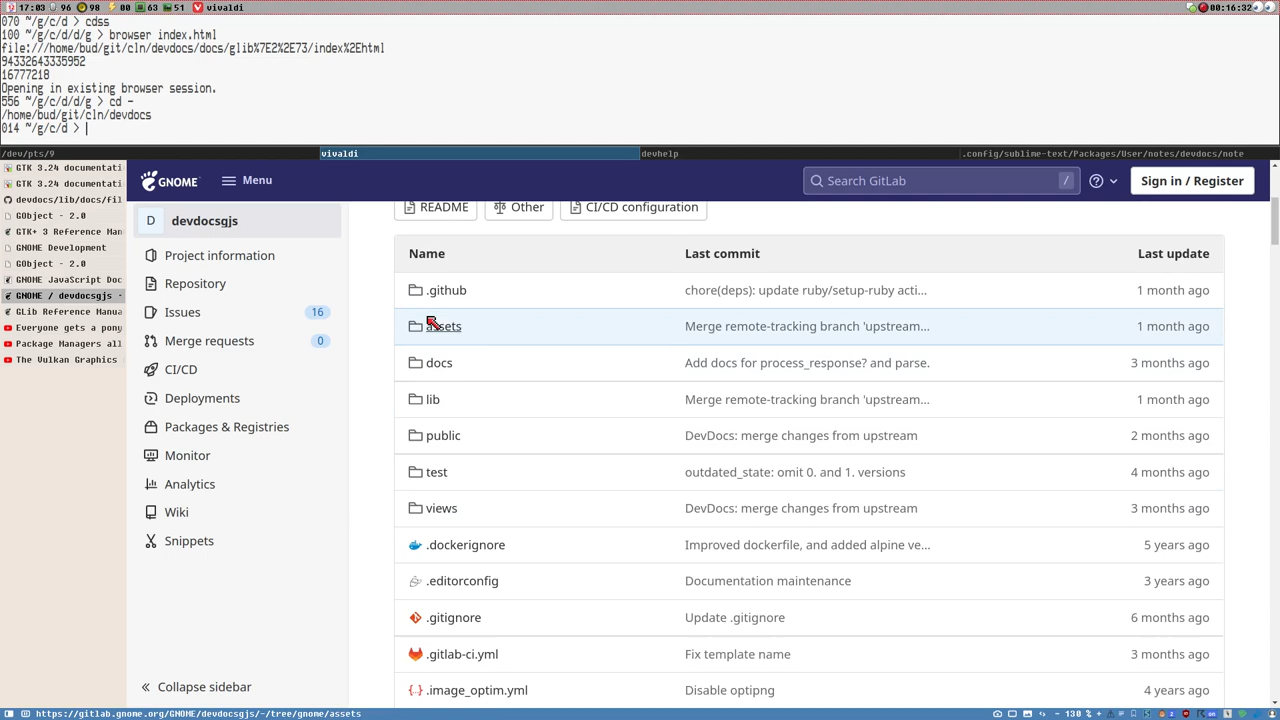 17:03 96 98 00 63 51 vivaldi 00:16:32
070 ~/g/c/d > cdss
100 ~/g/c/d/d/g > browser index.html
file:///home/bud/git/cln/devdocs/docs/glib%7E2%2E73/index%2Ehtml
94332643335952
16777218
Opening in existing browser session.
556 ~/g/c/d/d/g > cd -
/home/bud/git/cln/devdocs
014 ~/g/c/d >
/dev/pts/9 vivaldi devhelp .config/sublime-text/Packages/User/notes/devdocs/note
GTK 3.24 documentati
GTK 3.24 documentati
devdocs/lib/docs/fil
GObject - 2.0
GTK+ 3 Reference Man
GNOME Development
GObject - 2.0
GNOME JavaScript Doc
GNOME / devdocsgjs -
GLib Reference Manua
Everyone gets a pony
Package Managers all
The Vulkan Graphics
GNOME Menu Search GitLab / Sign in / Register
D devdocsgjs
Project information
Repository
Issues 16
Merge requests 0
CI/CD
Deployments
Packages & Registries
Monitor
Analytics
Wiki
Snippets
Collapse sidebar
README Other CI/CD configuration
Name Last commit Last update
.github chore(deps): update ruby/setup-ruby acti... 1 month ago
assets Merge remote-tracking branch 'upstream... 1 month ago
docs Add docs for process_response? and parse. 3 months ago
lib Merge remote-tracking branch 'upstream... 1 month ago
public DevDocs: merge changes from upstream 2 months ago
test outdated_state: omit 0. and 1. versions 4 months ago
views DevDocs: merge changes from upstream 3 months ago
.dockerignore Improved dockerfile, and added alpine ve... 5 years ago
.editorconfig Documentation maintenance 3 years ago
.gitignore Update .gitignore 6 months ago
.gitlab-ci.yml Fix template name 3 months ago
.image_optim.yml Disable optipng 4 years ago
https://gitlab.gnome.org/GNOME/devdocsgjs/-/tree/gnome/assets - 130 % +